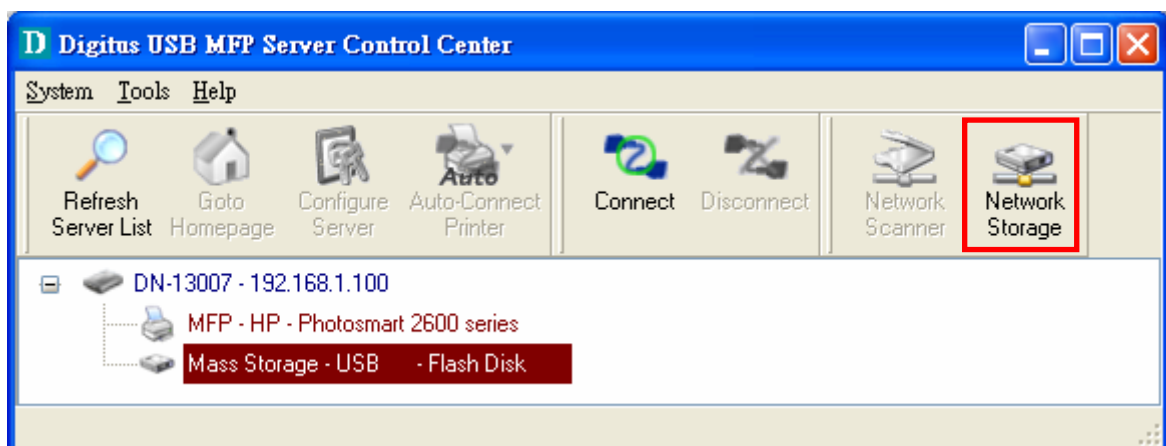 D Digitus USB MFP Server Control Center
System Tools Help
Auto
Refresh Goto Configure Auto-Connect Connect Disconnect Network Network
Server List Homepage Server Printer Scanner Storage
DN-13007 - 192.168.1.100
MFP - HP - Photosmart 2600 series
Mass Storage - USB - Flash Disk